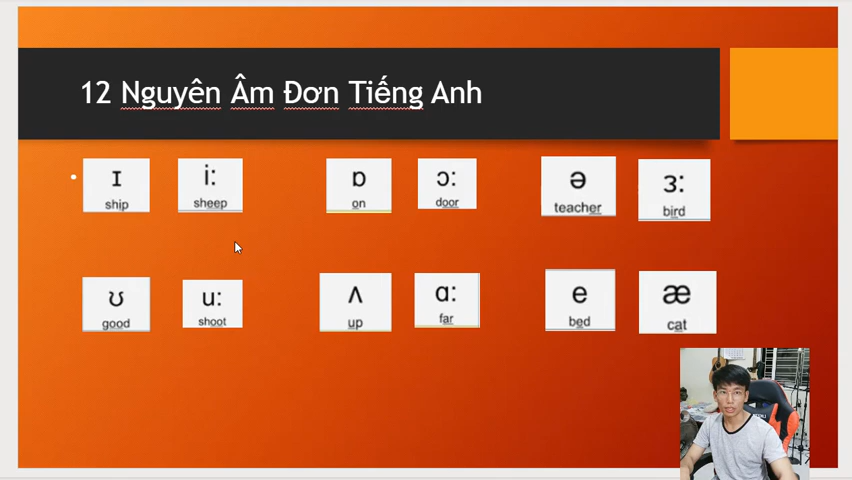 12 Nguyên Âm Đơn Tiếng Anh
ɪ i: ɒ ɔ: ə ɜ:
ship sheep on door teacher bird
ʊ u: ʌ ɑ: e æ
good shoot up far bed cat